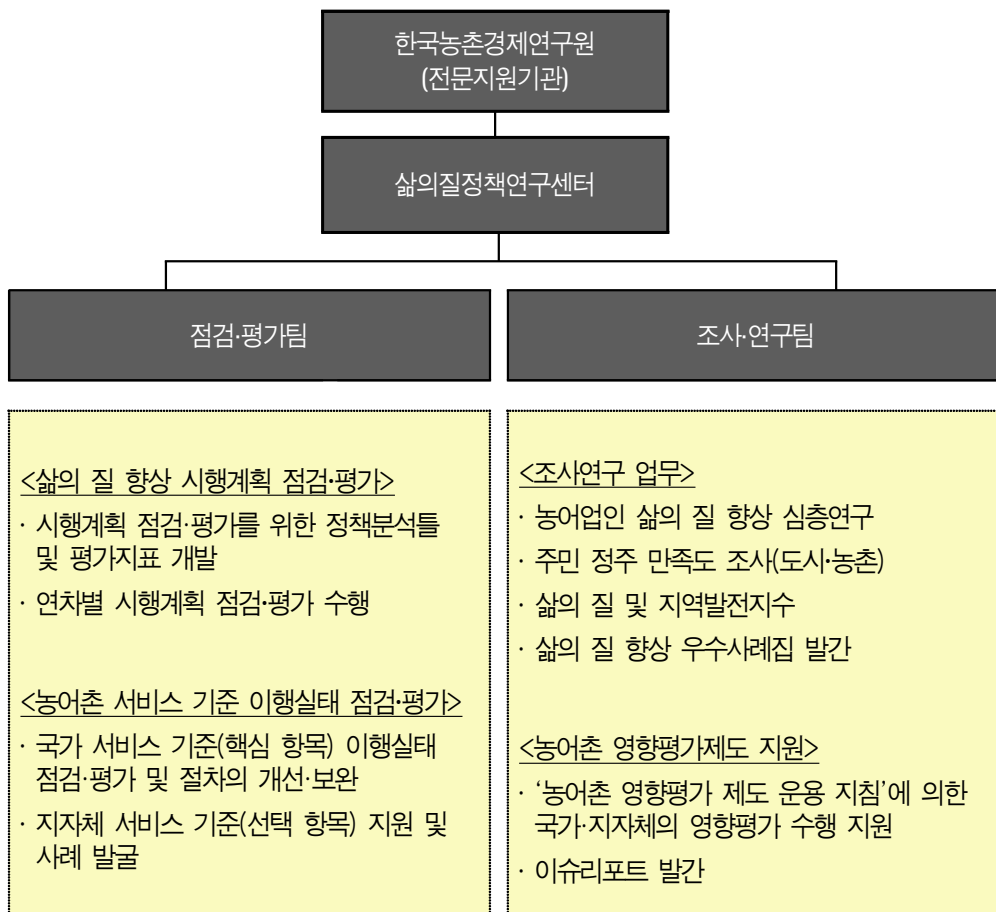 한국농촌경제연구원
(전문지원기관)
삶의질정책연구센터
점검·평가팀
조사·연구팀
<삶의 질 향상 시행계획 점검·평가>
· 시행계획 점검·평가를 위한 정책분석틀
및 평가지표 개발
· 연차별 시행계획 점검·평가 수행
<농어촌 서비스 기준 이행실태 점검·평가>
· 국가 서비스 기준(핵심 항목) 이행실태
점검·평가 및 절차의 개선·보완
· 지자체 서비스 기준(선택 항목) 지원 및
사례 발굴
<조사연구 업무>
· 농어업인 삶의 질 향상 심층연구
· 주민 정주 만족도 조사(도시·농촌)
· 삶의 질 및 지역발전지수
· 삶의 질 향상 우수사례집 발간
<농어촌 영향평가제도 지원>
· ‘농어촌 영향평가 제도 운용 지침’에 의한
국가·지자체의 영향평가 수행 지원
· 이슈리포트 발간